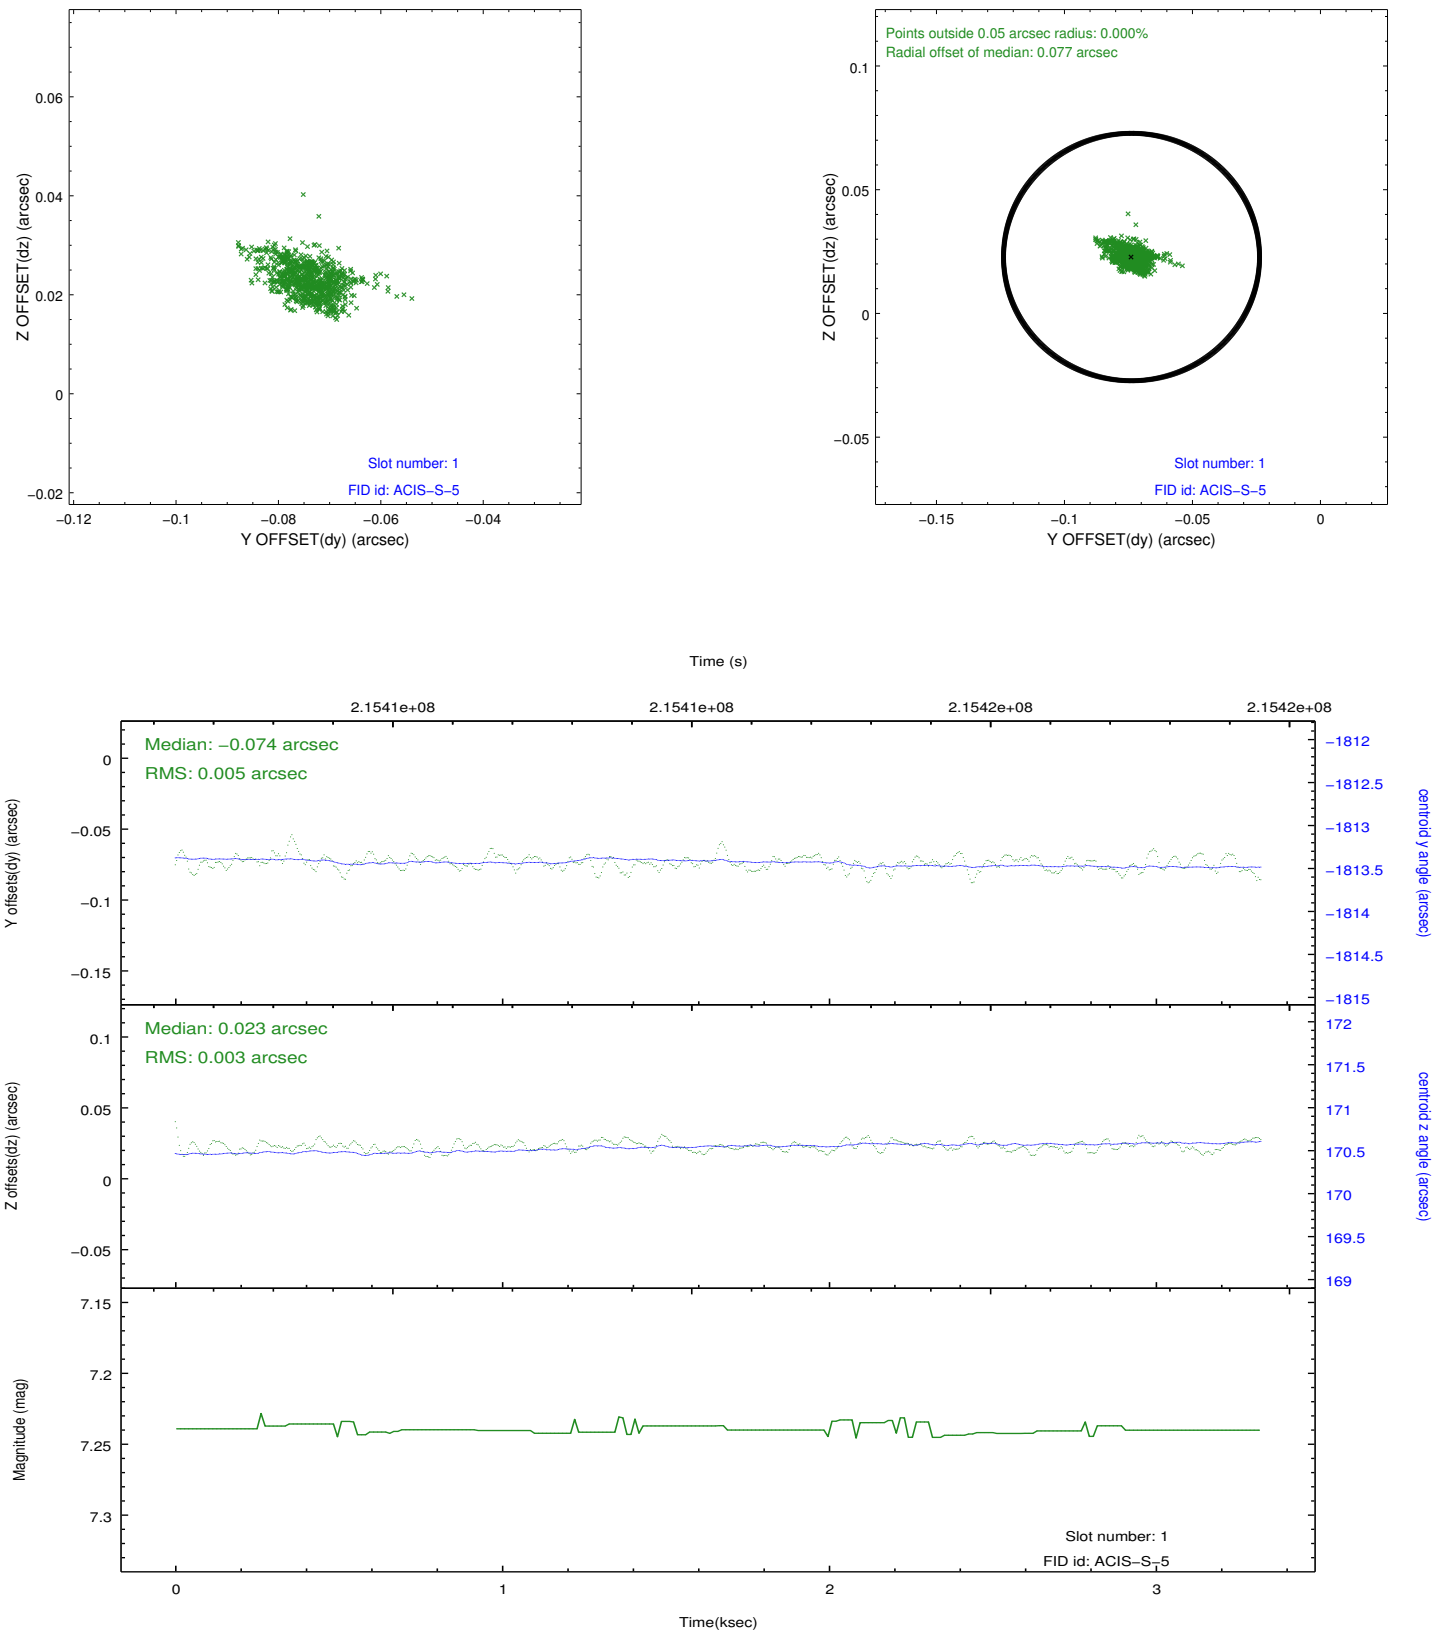 0.06
0.04
0.02
0
−0.02
Z OFFSET(dz) (arcsec)
Slot number: 1
FID id: ACIS−S−5
−0.12
−0.1
−0.08
−0.06
−0.04
Y OFFSET(dy) (arcsec)
Points outside 0.05 arcsec radius: 0.000%
Radial offset of median: 0.077 arcsec
0.1
0.05
0
−0.05
Z OFFSET(dz) (arcsec)
Slot number: 1
FID id: ACIS−S−5
−0.15
−0.1
−0.05
0
Y OFFSET(dy) (arcsec)
Time (s)
2.1541e+08
2.1541e+08
2.1542e+08
2.1542e+08
Median: −0.074 arcsec
RMS: 0.005 arcsec
0
−0.05
−0.1
−0.15
Y offsets(dy) (arcsec)
−1812
−1812.5
−1813
−1813.5
−1814
−1814.5
−1815
centroid y angle (arcsec)
Median: 0.023 arcsec
RMS: 0.003 arcsec
0.1
0.05
0
−0.05
Z offsets(dz) (arcsec)
172
171.5
171
170.5
170
169.5
169
centroid z angle (arcsec)
7.15
7.2
7.25
7.3
Magnitude (mag)
Slot number: 1
FID id: ACIS−S−5
0
1
2
3
Time(ksec)